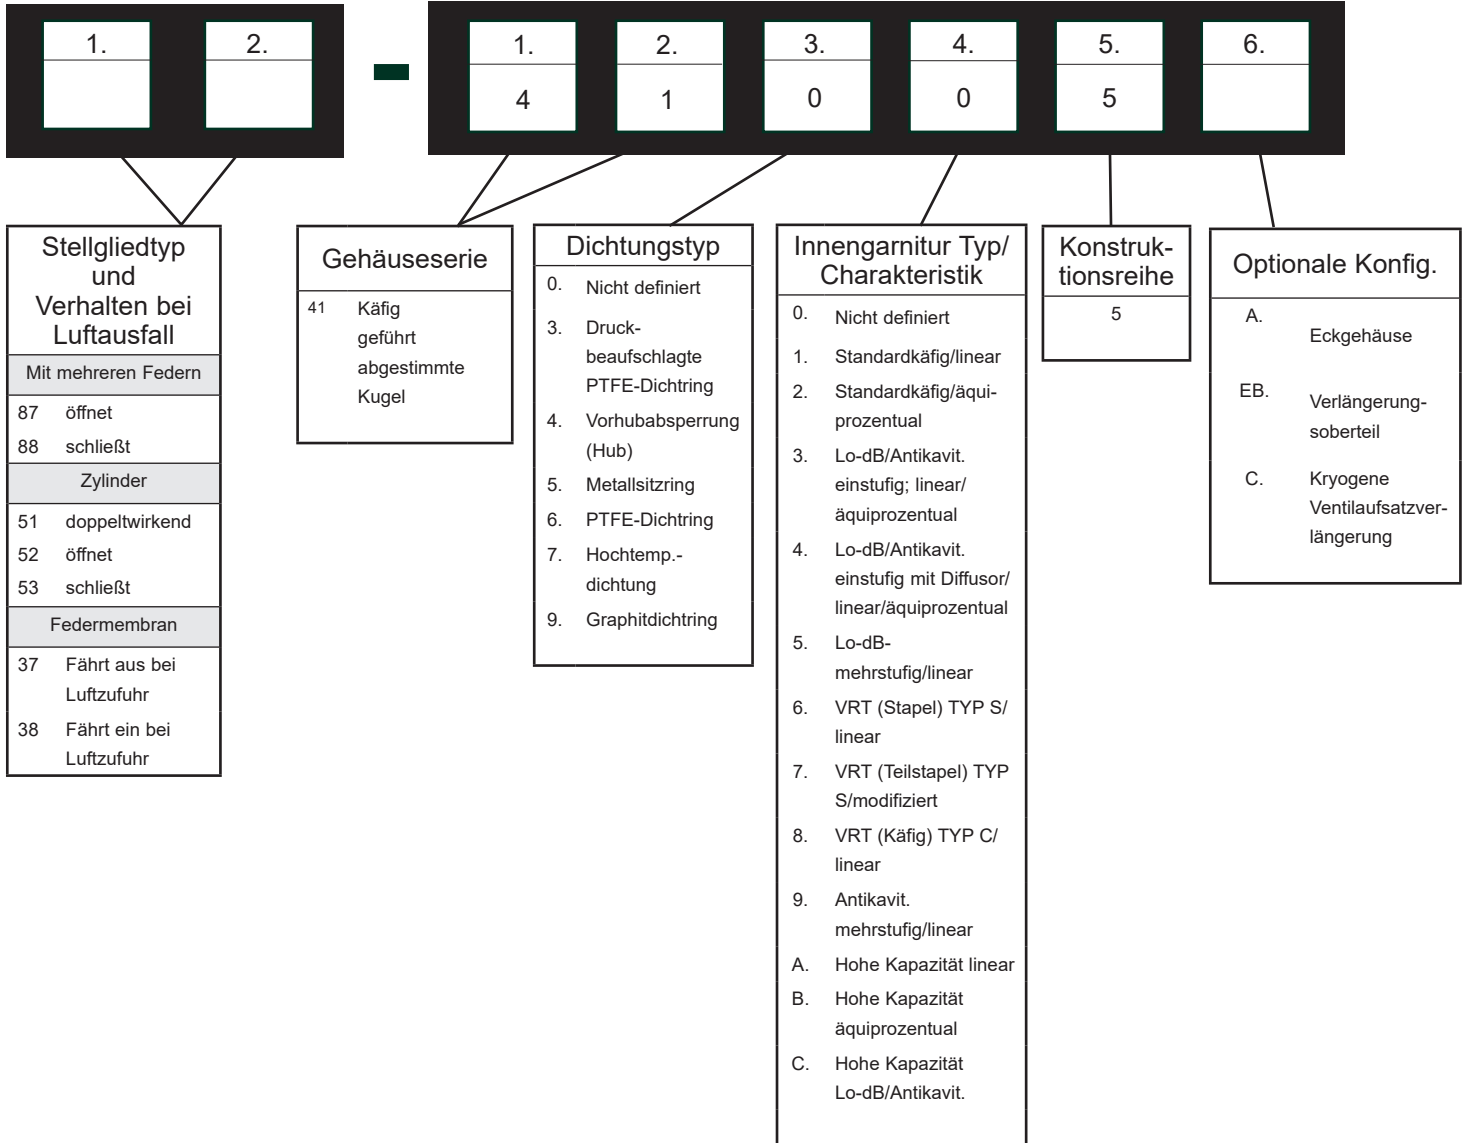 1.
2.
1.
2.
3.
4.
5.
6.
4
1
0
0
5
Stellgliedtyp
und
Verhalten bei
Luftausfall
Mit mehreren Federn
87 öffnet
88 schließt
Zylinder
51 doppeltwirkend
52 öffnet
53 schließt
Federmembran
37 Fährt aus bei
Luftzufuhr
38 Fährt ein bei
Luftzufuhr
Gehäuseserie
41 Käfig
geführt
abgestimmte
Kugel
Dichtungstyp
0. Nicht definiert
3. Druck-
beaufschlagte
PTFE-Dichtring
4. Vorhubabsperrung
(Hub)
5. Metallsitzring
6. PTFE-Dichtring
7. Hochtemp.-
dichtung
9. Graphitdichtring
Innengarnitur Typ/
Charakteristik
0. Nicht definiert
1. Standardkäfig/linear
2. Standardkäfig/äqui-
prozentual
3. Lo-dB/Antikavit.
einstufig; linear/
äquiprozentual
4. Lo-dB/Antikavit.
einstufig mit Diffusor/
linear/äquiprozentual
5. Lo-dB-
mehrstufig/linear
6. VRT (Stapel) TYP S/
linear
7. VRT (Teilstapel) TYP
S/modifiziert
8. VRT (Käfig) TYP C/
linear
9. Antikavit.
mehrstufig/linear
A. Hohe Kapazität linear
B. Hohe Kapazität
äquiprozentual
C. Hohe Kapazität
Lo-dB/Antikavit.
Konstruk-
tionsreihe
5
Optionale Konfig.
A. Eckgehäuse
EB. Verlängerung-
soberteil
C. Kryogene
Ventilaufsatzver-
längerung